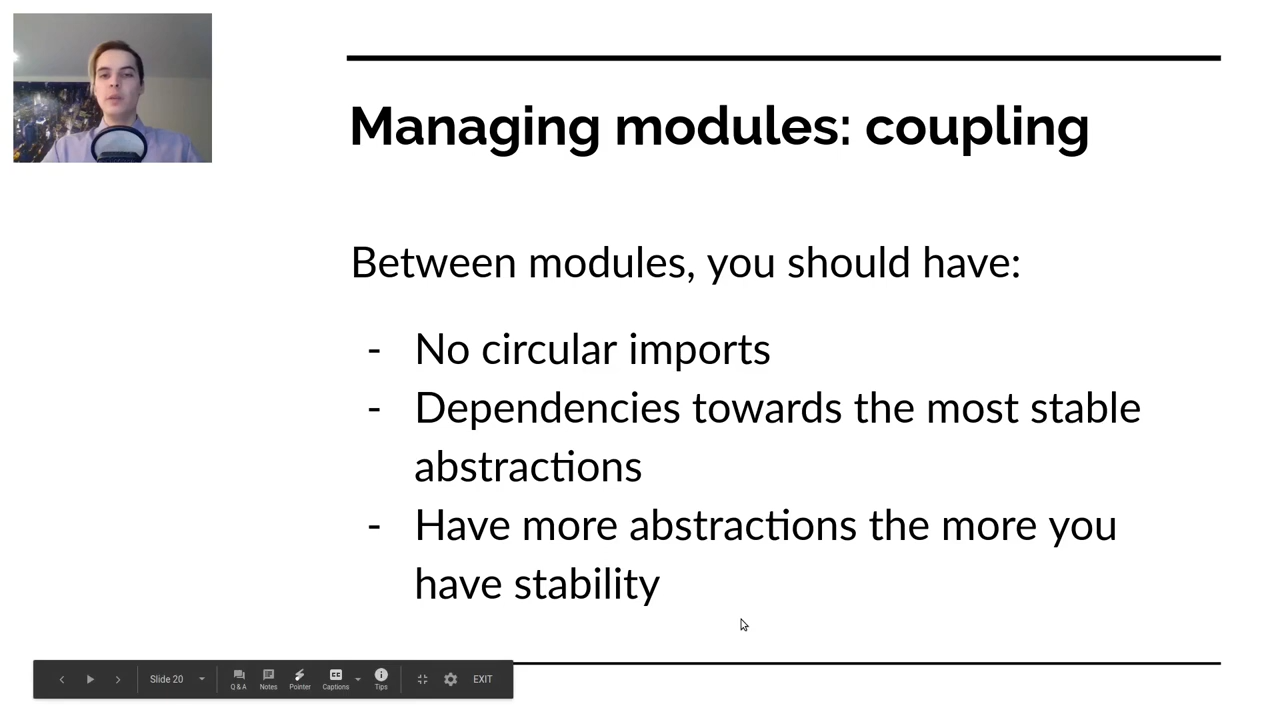 Managing modules: coupling
Between modules, you should have:
- No circular imports
- Dependencies towards the most stable
abstractions
- Have more abstractions the more you
have stability
Slide 20
Q & A
Notes
Pointer
Captions
Tips
EXIT